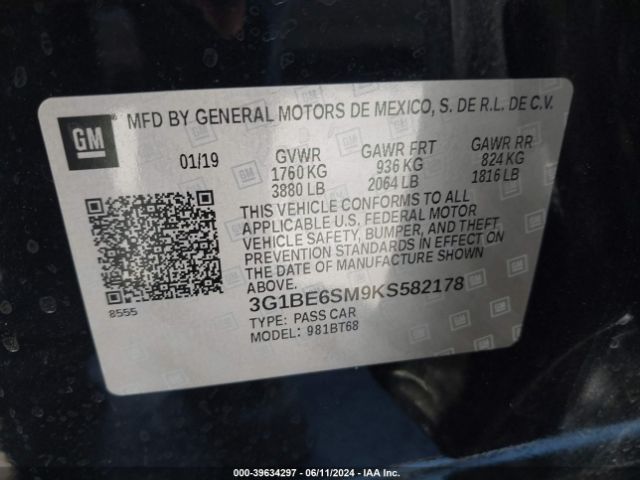 GM
MFD BY GENERAL MOTORS DE MEXICO, S. DE R.L. DE C.V.
01/19
GVWR
1760 KG
3880 LB
GAWR FRT
936 KG
2064 LB
GAWR RR
824 KG
1816 LB
THIS VEHICLE CONFORMS TO ALL
APPLICABLE U.S. FEDERAL MOTOR
VEHICLE SAFETY, BUMPER, AND THEFT
PREVENTION STANDARDS IN EFFECT ON
THE DATE OF MANUFACTURE SHOWN
ABOVE.
3G1BE6SM9KS582178
TYPE: PASS CAR
MODEL: 981BT68
8555
000-39634297 - 06/11/2024 - IAA Inc.